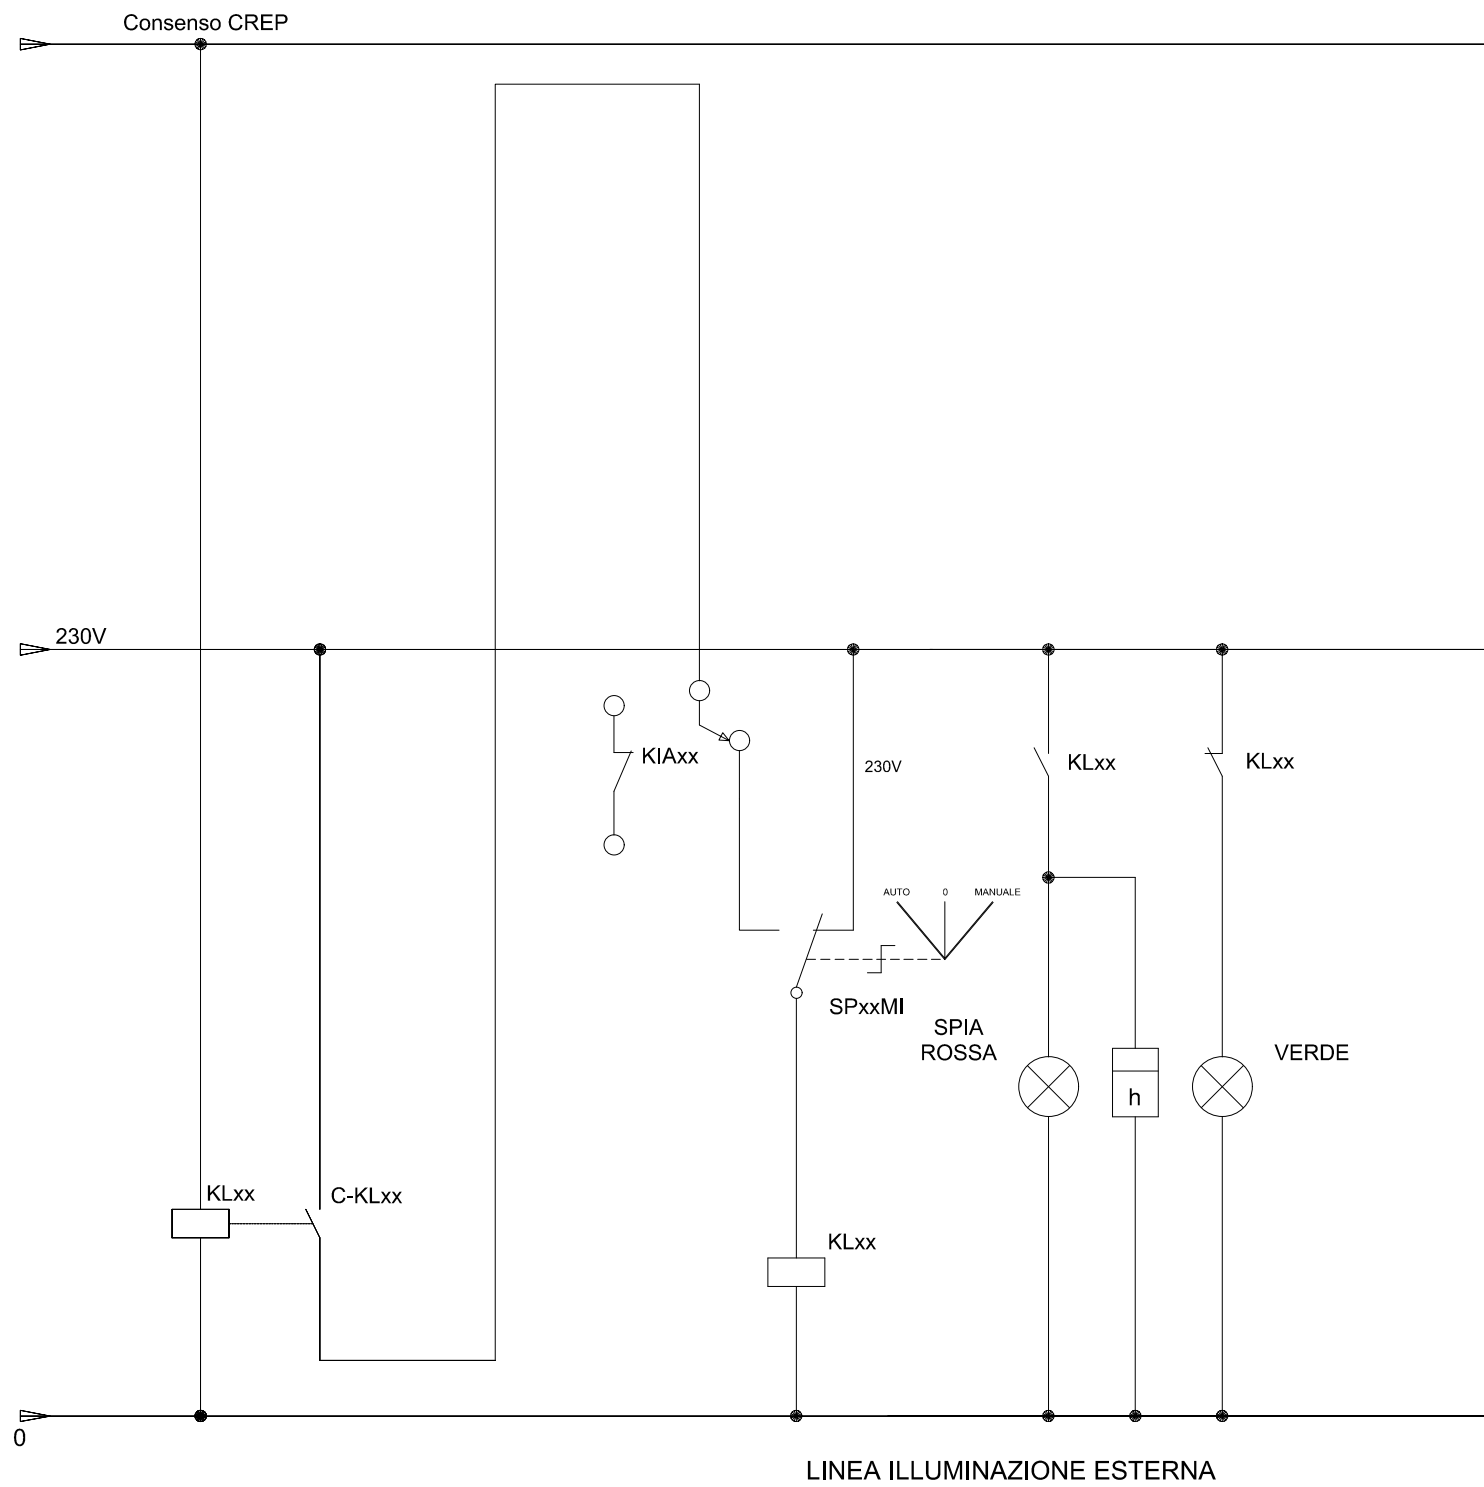 Consenso CREP
230V
KIAxx
230V
KLxx
KLxx
AUTO 0 MANUALE
SPxxMI
SPIA
ROSSA
VERDE
h
KLxx
C-KLxx
KLxx
0
LINEA ILLUMINAZIONE ESTERNA